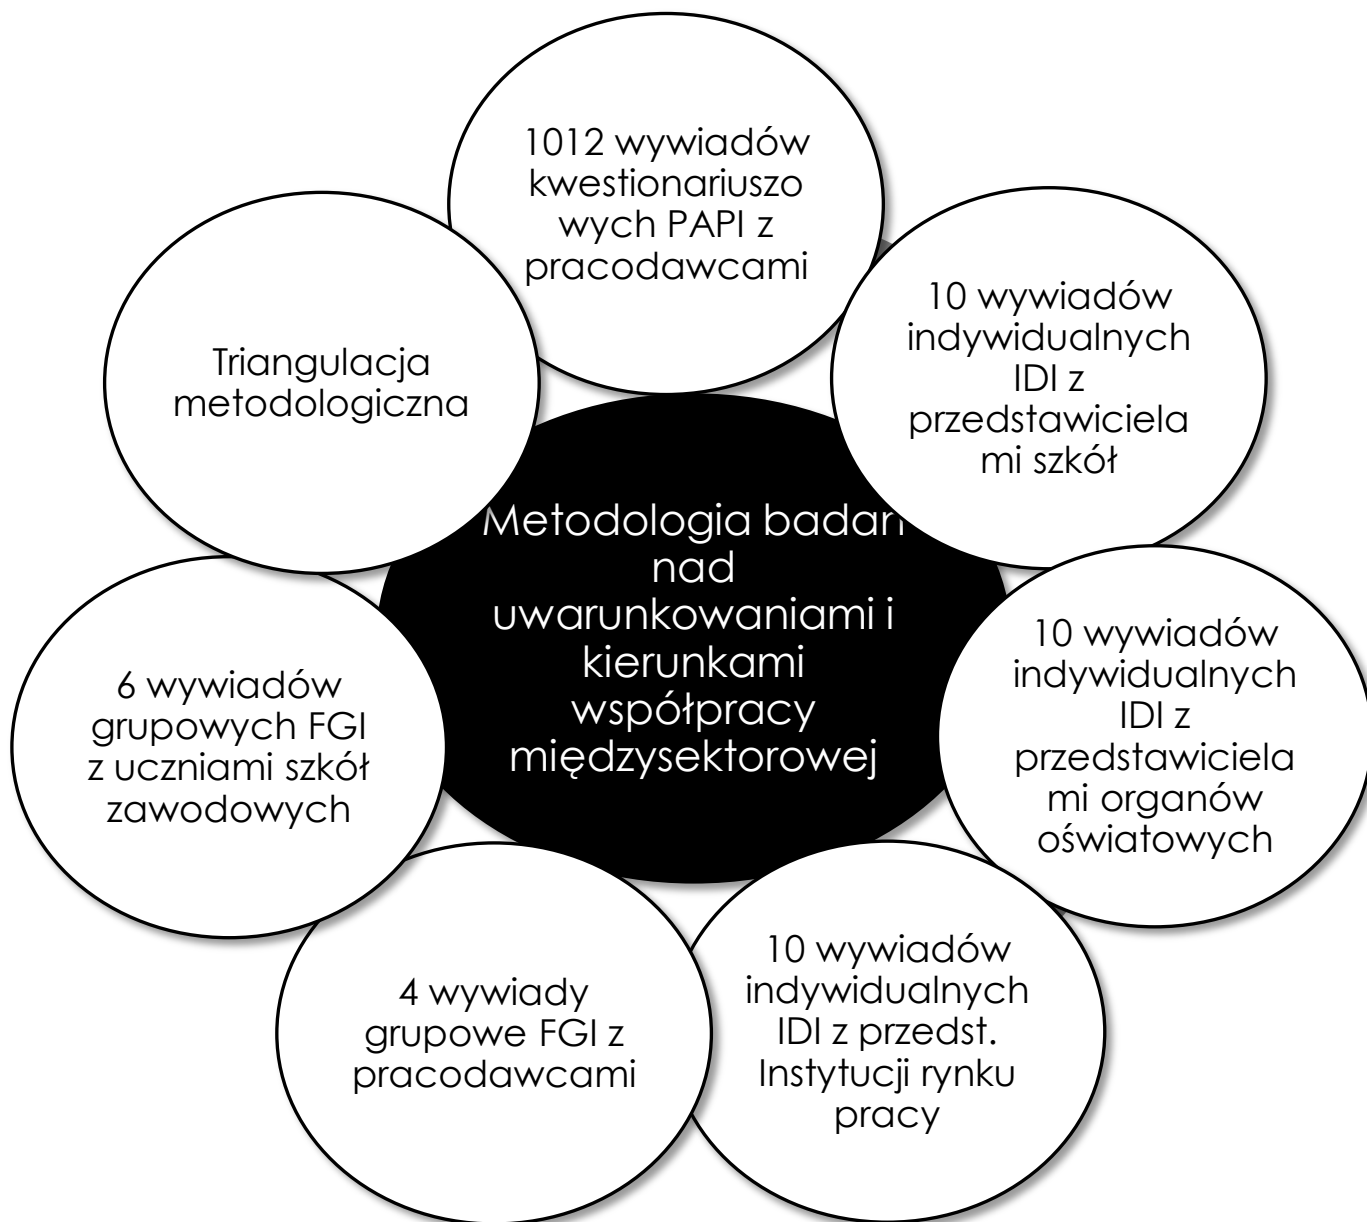 1012 wywiadów
kwestionariuszo
wych PAPI z
pracodawcami
10 wywiadów
indywidualnych
IDI z
przedstawiciela
mi szkół
10 wywiadów
indywidualnych
IDI z
przedstawiciela
mi organów
oświatowych
10 wywiadów
indywidualnych
IDI z przedst.
Instytucji rynku
pracy
4 wywiady
grupowe FGI z
pracodawcami
6 wywiadów
grupowych FGI
z uczniami szkół
zawodowych
Triangulacja
metodologiczna
Metodologia badań
nad
uwarunkowaniami i
kierunkami
współpracy
międzysektorowej